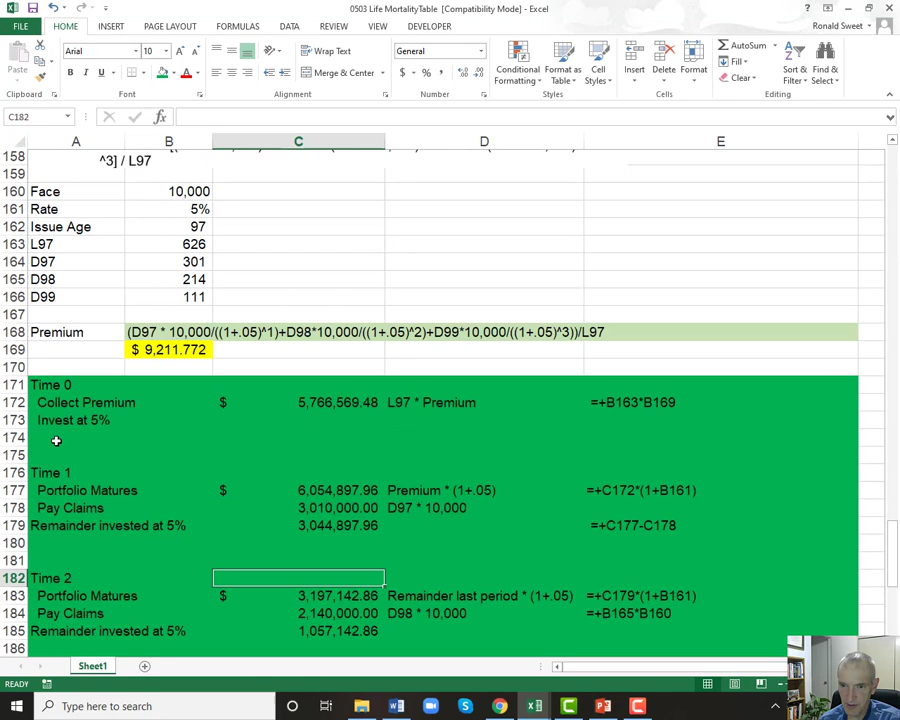 0503 Life MortalityTable [Compatibility Mode] - Excel
FILE HOME INSERT PAGE LAYOUT FORMULAS DATA REVIEW VIEW DEVELOPER
Ronald Sweet
Paste
Arial 10
B I U
Wrap Text
Merge & Center
General
$ % ,
Conditional Formatting
Format as Table
Cell Styles
Insert Delete Format
AutoSum
Fill
Clear
Sort & Filter
Find & Select
Clipboard Font Alignment Number Styles Cells Editing
C182
A B C D E
158 ^3] / L97
159
160 Face 10,000
161 Rate 5%
162 Issue Age 97
163 L97 626
164 D97 301
165 D98 214
166 D99 111
167
168 Premium (D97 * 10,000/((1+.05)^1)+D98*10,000/((1+.05)^2)+D99*10,000/((1+.05)^3))/L97
169 $ 9,211.772
170
171 Time 0
172 Collect Premium $ 5,766,569.48 L97 * Premium =+B163*B169
173 Invest at 5%
174
175
176 Time 1
177 Portfolio Matures $ 6,054,897.96 Premium * (1+.05) =+C172*(1+B161)
178 Pay Claims 3,010,000.00 D97 * 10,000
179 Remainder invested at 5% 3,044,897.96 =+C177-C178
180
181
182 Time 2
183 Portfolio Matures $ 3,197,142.86 Remainder last period * (1+.05) =+C179*(1+B161)
184 Pay Claims 2,140,000.00 D98 * 10,000 =+B165*B160
185 Remainder invested at 5% 1,057,142.86
186
Sheet1
READY
Type here to search